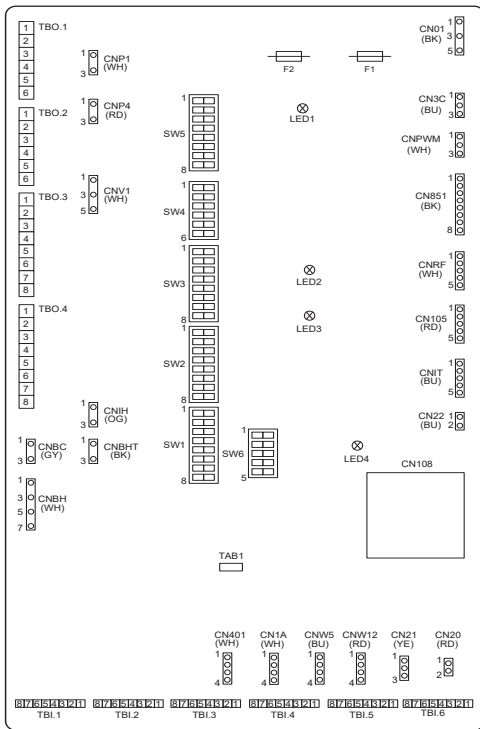 TBO.1
1
2
3
4
5
6
CNP1
(WH)
1
3
F2
F1
CN01
(BK)
1
3
5
TBO.2
1
2
3
4
5
6
CNP4
(RD)
1
3
SW5
1
8
LED1
CN3C
(BU)
1
3
CNPWM
(WH)
1
3
TBO.3
1
2
3
4
5
6
7
8
CNV1
(WH)
1
3
5
SW4
1
6
CN851
(BK)
1
8
SW3
1
8
LED2
LED3
CNRF
(WH)
1
5
TBO.4
1
2
3
4
5
6
7
8
SW2
1
8
CN105
(RD)
1
5
CNIT
(BU)
1
5
CNIH
(OG)
1
3
CNBC
(GY)
1
3
CNBHT
(BK)
1
3
SW1
1
8
SW6
1
5
LED4
CN22
(BU)
1
2
CN108
CNBH
(WH)
1
3
5
7
TAB1
CN401
(WH)
1
4
CN1A
(WH)
1
4
CNW5
(BU)
1
4
CNW12
(RD)
1
4
CN21
(YE)
1
3
CN20
(RD)
1
2
8 7 6 5 4 3 2 1
TBI.1
8 7 6 5 4 3 2 1
TBI.2
8 7 6 5 4 3 2 1
TBI.3
8 7 6 5 4 3 2 1
TBI.4
8 7 6 5 4 3 2 1
TBI.5
8 7 6 5 4 3 2 1
TBI.6